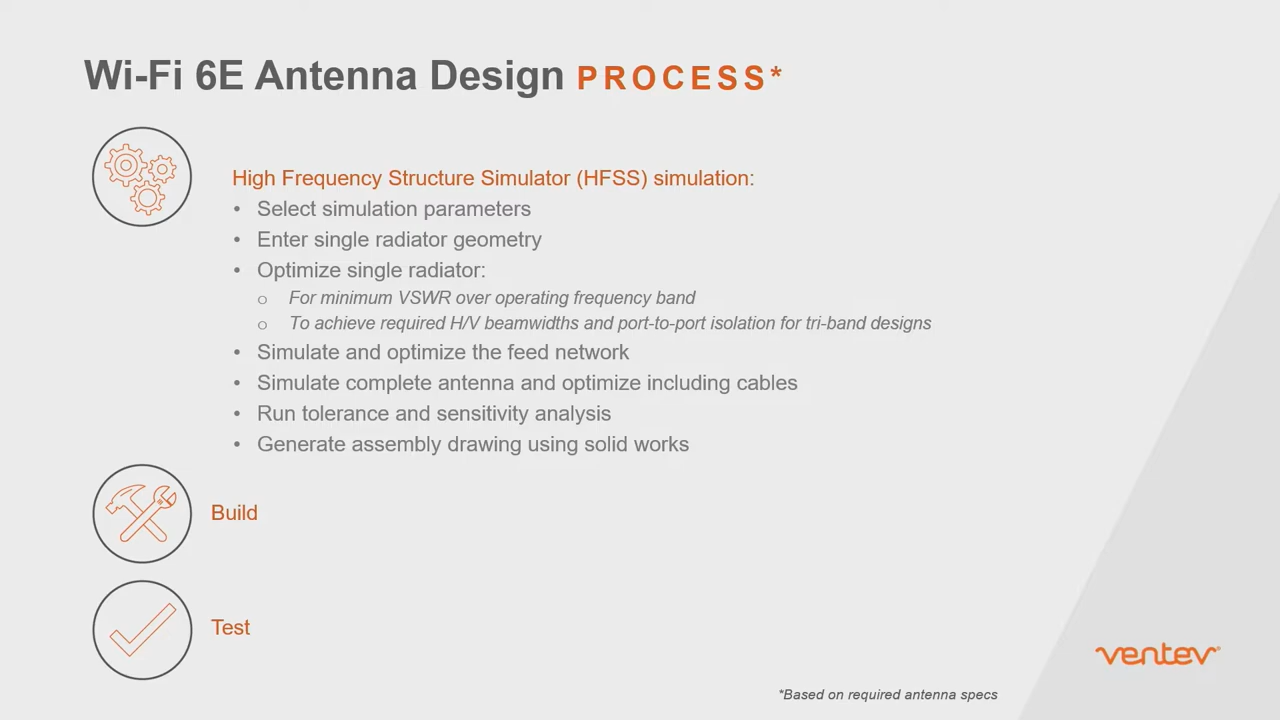 Wi-Fi 6E Antenna Design PROCESS*
High Frequency Structure Simulator (HFSS) simulation:
• Select simulation parameters
• Enter single radiator geometry
• Optimize single radiator:
o For minimum VSWR over operating frequency band
o To achieve required H/V beamwidths and port-to-port isolation for tri-band designs
• Simulate and optimize the feed network
• Simulate complete antenna and optimize including cables
• Run tolerance and sensitivity analysis
• Generate assembly drawing using solid works
Build
Test
ventev®
*Based on required antenna specs